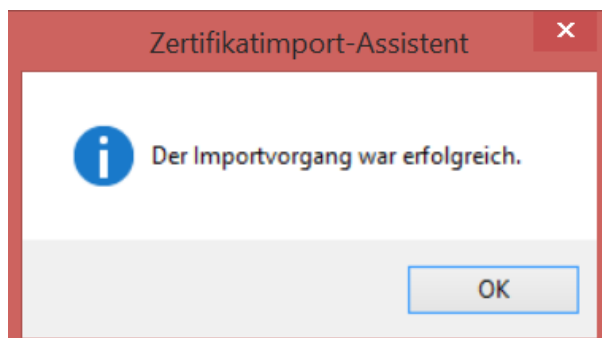 Zertifikatimport-Assistent
Der Importvorgang war erfolgreich.
OK